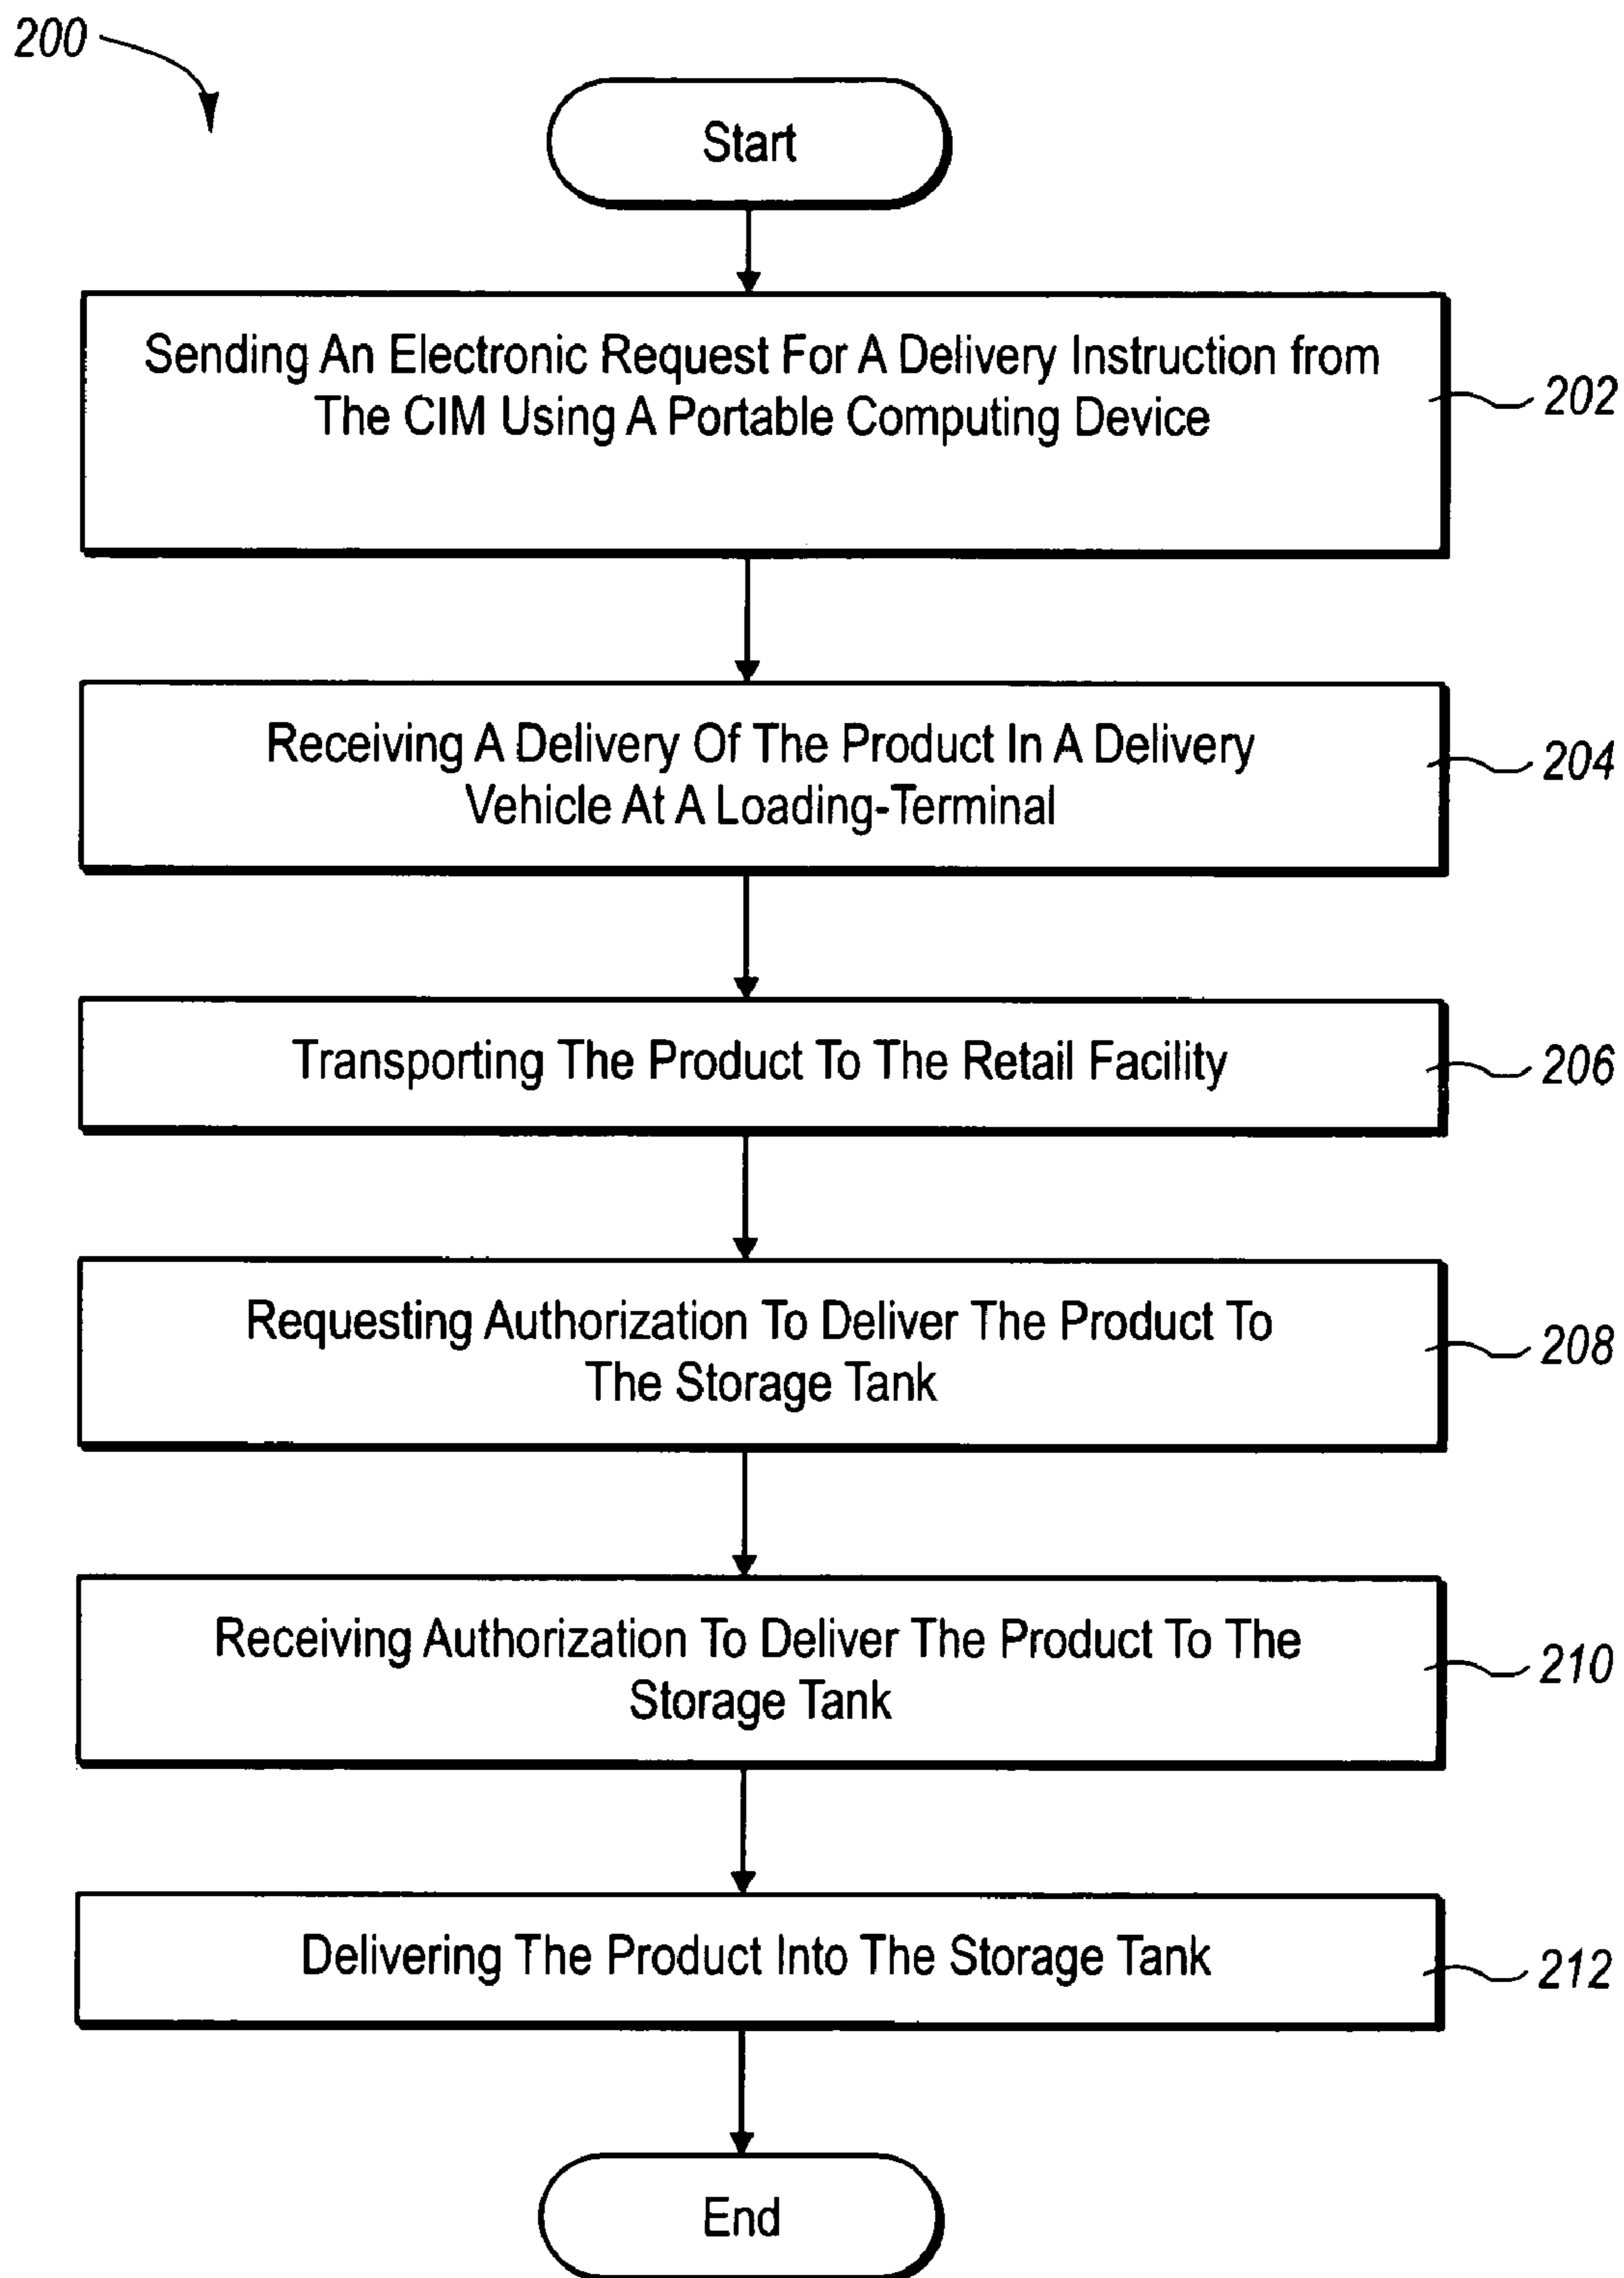 200
Start
Sending An Electronic Request For A Delivery Instruction from
The CIM Using A Portable Computing Device
202
Receiving A Delivery Of The Product In A Delivery
Vehicle At A Loading-Terminal
204
Transporting The Product To The Retail Facility
206
Requesting Authorization To Deliver The Product To
The Storage Tank
208
Receiving Authorization To Deliver The Product To The
Storage Tank
210
Delivering The Product Into The Storage Tank
212
End